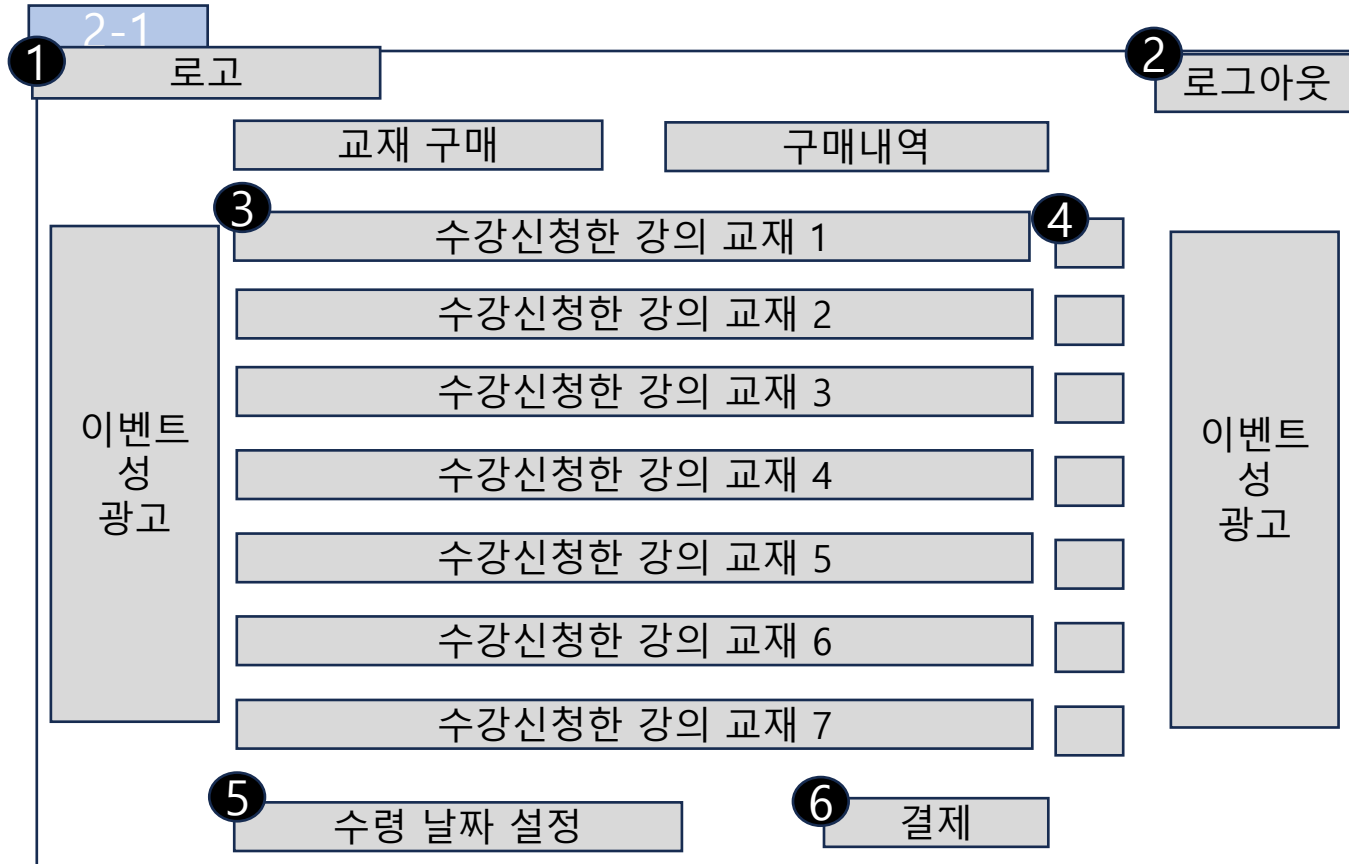 2-1
1
로고
2
로그아웃
교재 구매
구매내역
3
수강신청한 강의 교재 1
4
수강신청한 강의 교재 2
수강신청한 강의 교재 3
수강신청한 강의 교재 4
수강신청한 강의 교재 5
수강신청한 강의 교재 6
수강신청한 강의 교재 7
이벤트
성
광고
이벤트
성
광고
5
수령 날짜 설정
6
결제